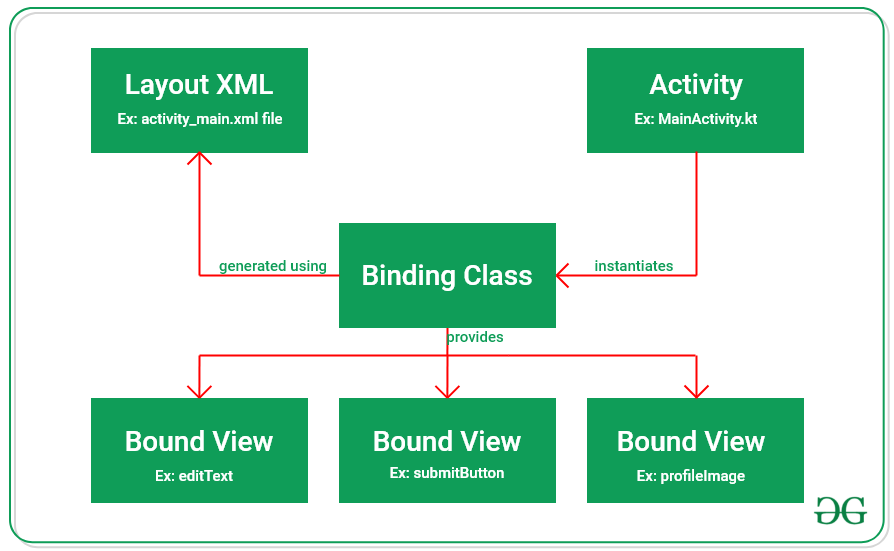 Layout XML
Ex: activity_main.xml file
Activity
Ex: MainActivity.kt
generated using
Binding Class
instantiates
provides
Bound View
Ex: editText
Bound View
Ex: submitButton
Bound View
Ex: profileImage